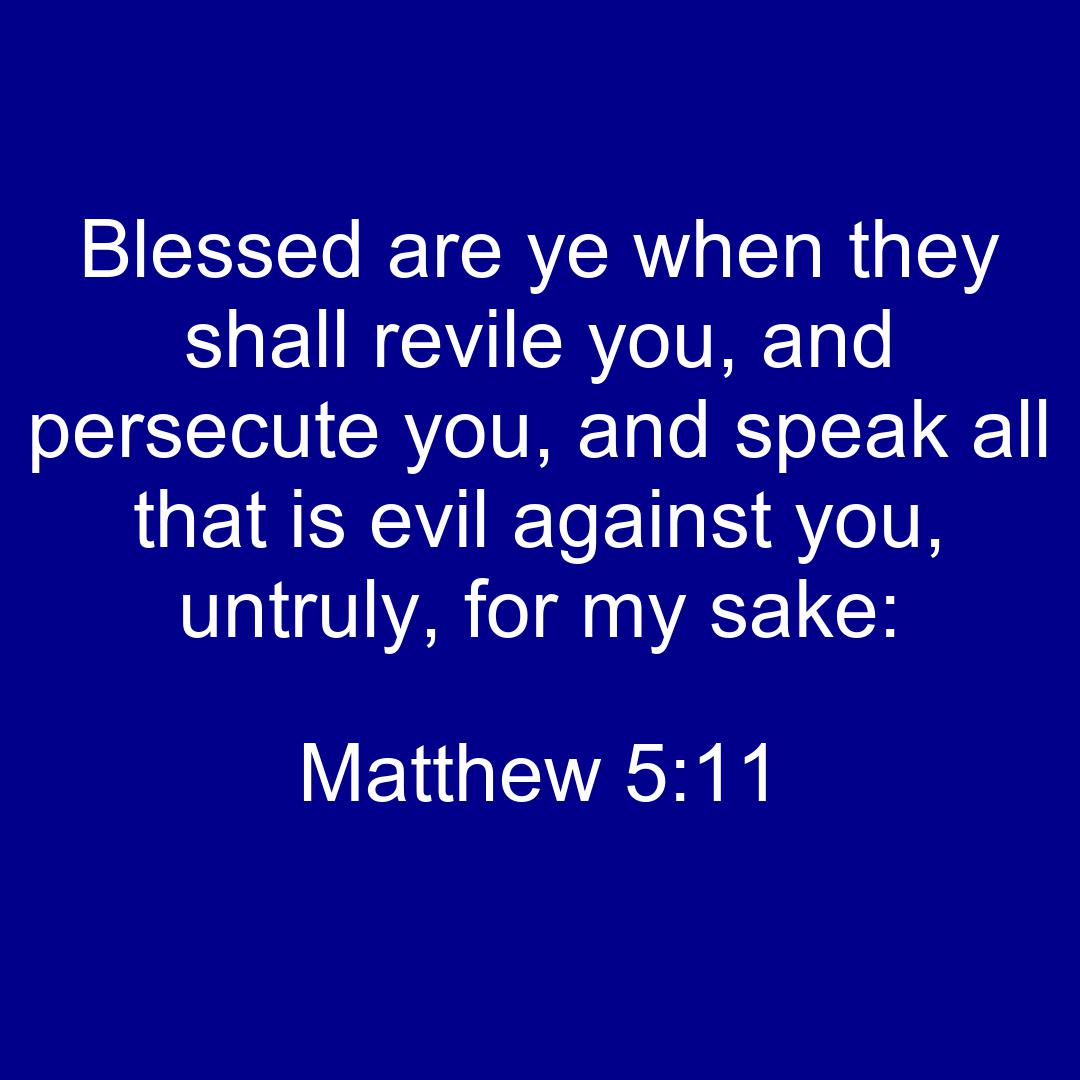 Blessed are ye when they
shall revile you, and
persecute you, and speak all
that is evil against you,
untruly, for my sake:
Matthew 5:11